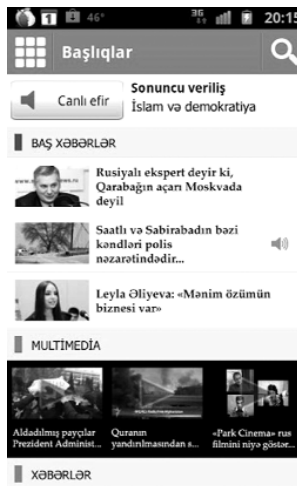 46° 3G 20:15
Başlıqlar
Canlı efir
Sonuncu veriliş
İslam və demokratiya
BAŞ XƏBƏRLƏR
Rusiyalı ekspert deyir ki,
Qarabağın açarı Moskvada
deyil
Saatlı və Sabirabadın bəzi
kəndləri polis
nəzarətindədir...
Leyla Əliyeva: «Mənim özümün
biznesi var»
MULTİMEDİA
Aldadılmış payçılar
Prezident Administ...
Quranın
yandırılmasından s...
«Park Cinema» rus
filmini niyə göstər...
XƏBƏRLƏR